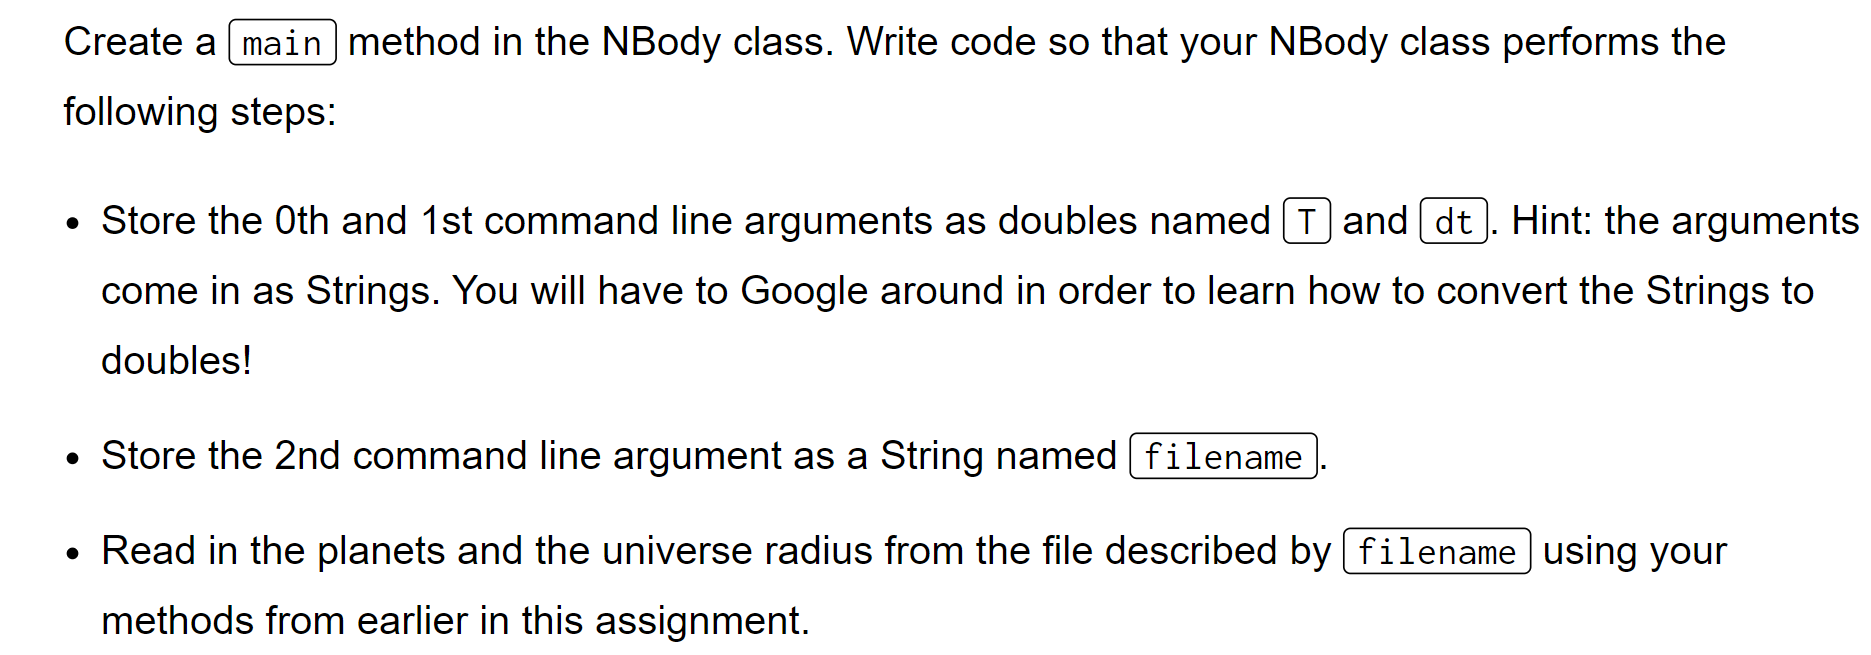 Create a main method in the NBody class. Write code so that your NBody class performs the
following steps:
• Store the 0th and 1st command line arguments as doubles named T and dt. Hint: the arguments
come in as Strings. You will have to Google around in order to learn how to convert the Strings to
doubles!
• Store the 2nd command line argument as a String named filename.
• Read in the planets and the universe radius from the file described by filename using your
methods from earlier in this assignment.